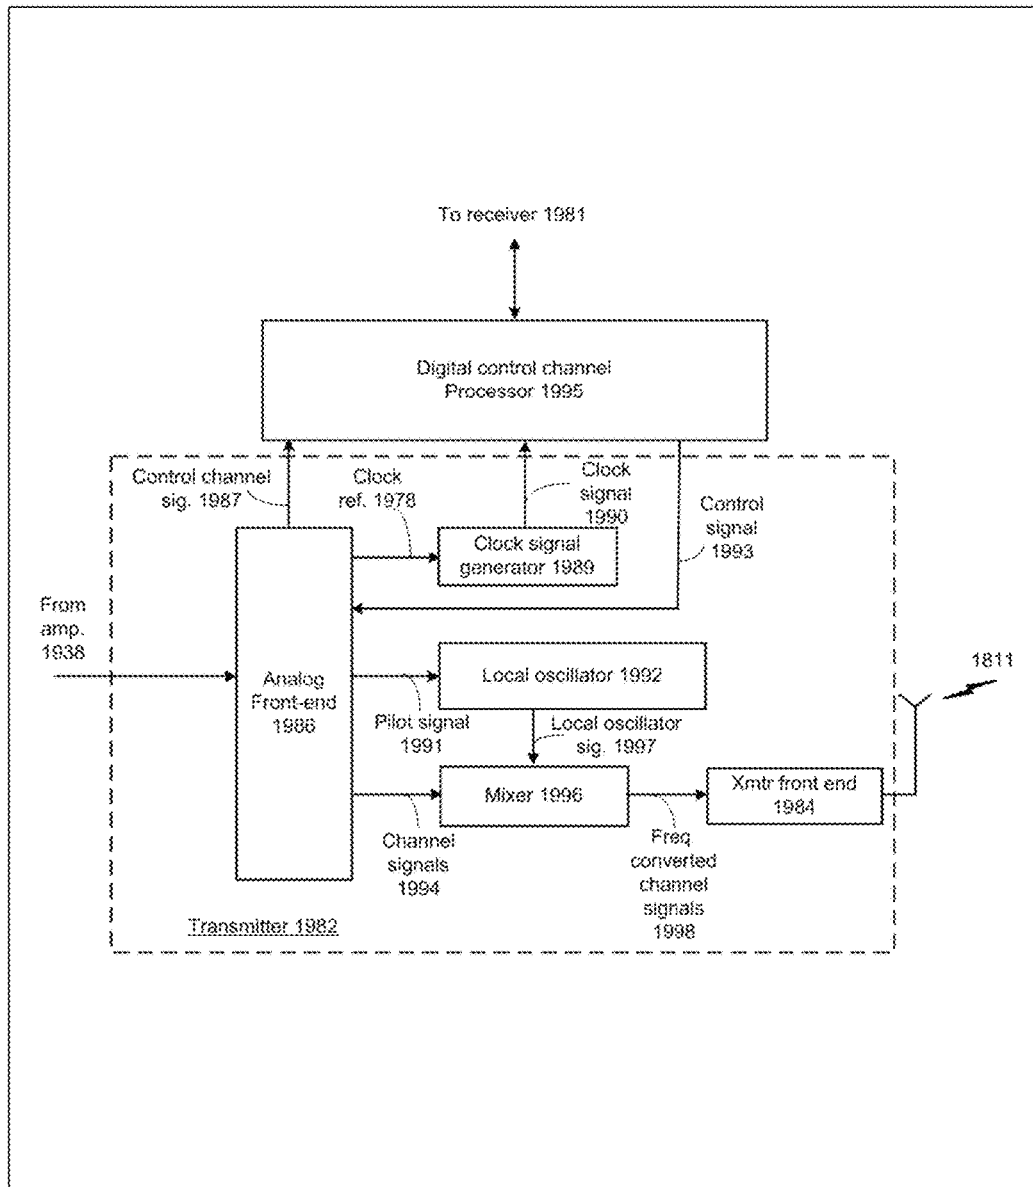 To receiver 1981
Digital control channel
Processor 1995
Control channel
sig. 1987
Clock
ref. 1978
Clock
signal
1990
Control
signal
1993
Clock signal
generator 1989
From
amp.
1938
Analog
Front-end
1986
Local oscillator 1992
1811
Pilot signal
1991
Local oscillator
sig. 1997
Mixer 1996
Xmtr front end
1984
Channel
signals
1994
Freq
converted
channel
signals
1998
Transmitter 1982